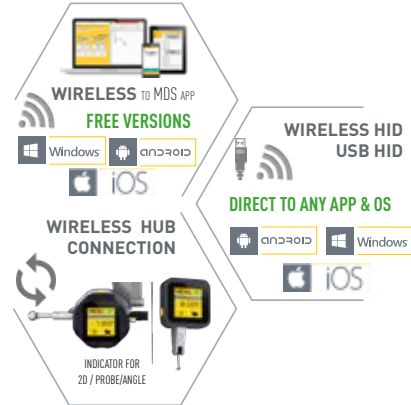 WIRELESS TO MDS APP
FREE VERSIONS
Windows
ANDROID
iOS
WIRELESS HID
USB HID
DIRECT TO ANY APP & OS
ANDROID
Windows
iOS
WIRELESS HUB
CONNECTION
INDICATOR FOR
2D / PROBE/ANGLE